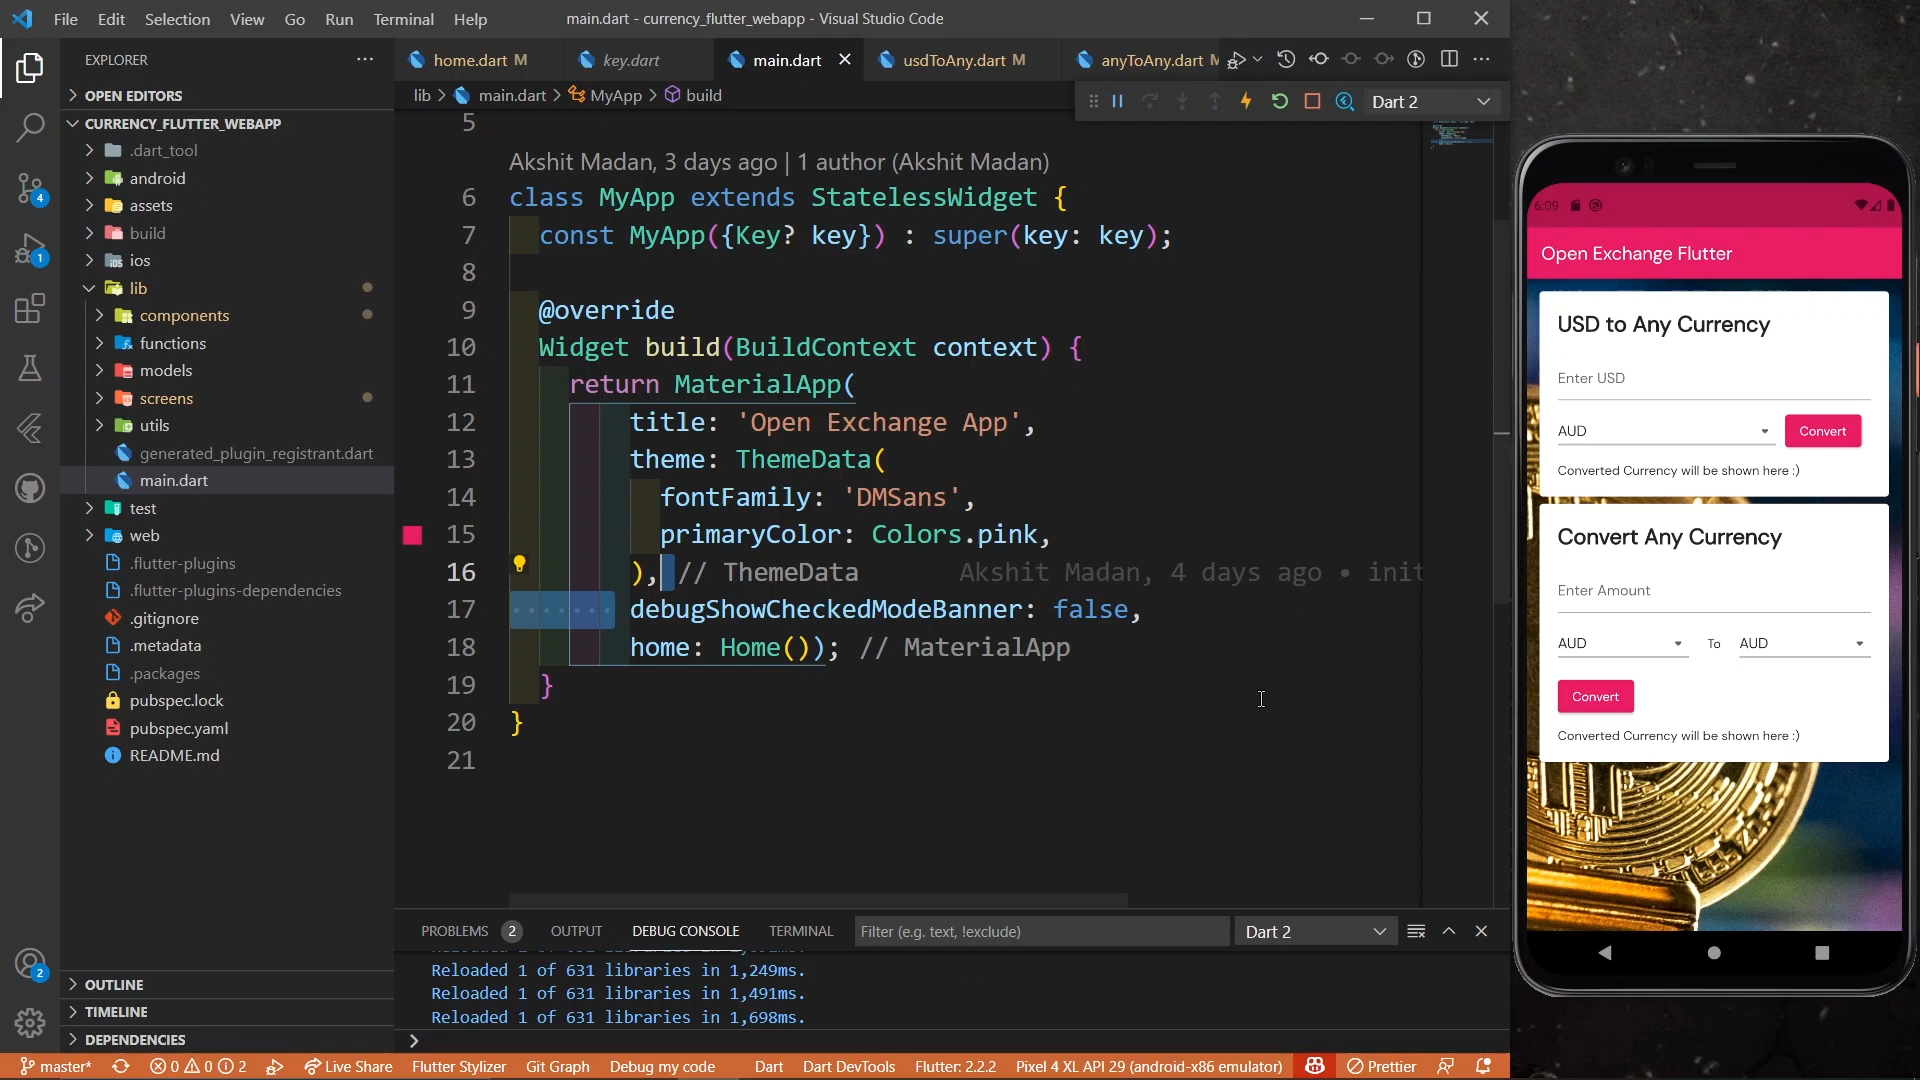 File Edit Selection View Go Run Terminal Help
main.dart - currency_flutter_webapp - Visual Studio Code
EXPLORER
OPEN EDITORS
CURRENCY_FLUTTER_WEBAPP
.dart_tool
android
assets
build
ios
lib
components
functions
models
screens
utils
generated_plugin_registrant.dart
main.dart
test
web
.flutter-plugins
.flutter-plugins-dependencies
.gitignore
.metadata
.packages
pubspec.lock
pubspec.yaml
README.md
OUTLINE
TIMELINE
DEPENDENCIES
4
1
2
home.dart M
key.dart
main.dart
usdToAny.dart M
anyToAny.dart M
lib > main.dart > MyApp > build
Dart 2
5
Akshit Madan, 3 days ago | 1 author (Akshit Madan)
6 class MyApp extends StatelessWidget {
7 const MyApp({Key? key}) : super(key: key);
8
9 @override
10 Widget build(BuildContext context) {
11 return MaterialApp(
12 title: 'Open Exchange App',
13 theme: ThemeData(
14 fontFamily: 'DMSans',
15 primaryColor: Colors.pink,
16 ), // ThemeData Akshit Madan, 4 days ago • init
17 debugShowCheckedModeBanner: false,
18 home: Home()); // MaterialApp
19 }
20 }
21
PROBLEMS 2 OUTPUT DEBUG CONSOLE TERMINAL
Filter (e.g. text, !exclude)
Dart 2
Reloaded 1 of 631 libraries in 1,249ms.
Reloaded 1 of 631 libraries in 1,491ms.
Reloaded 1 of 631 libraries in 1,698ms.
master* 0 0 2 Live Share Flutter Stylizer Git Graph Debug my code Dart Dart DevTools Flutter: 2.2.2 Pixel 4 XL API 29 (android-x86 emulator) Prettier
6:09
Open Exchange Flutter
USD to Any Currency
Enter USD
AUD
Convert
Converted Currency will be shown here :)
Convert Any Currency
Enter Amount
AUD To AUD
Convert
Converted Currency will be shown here :)